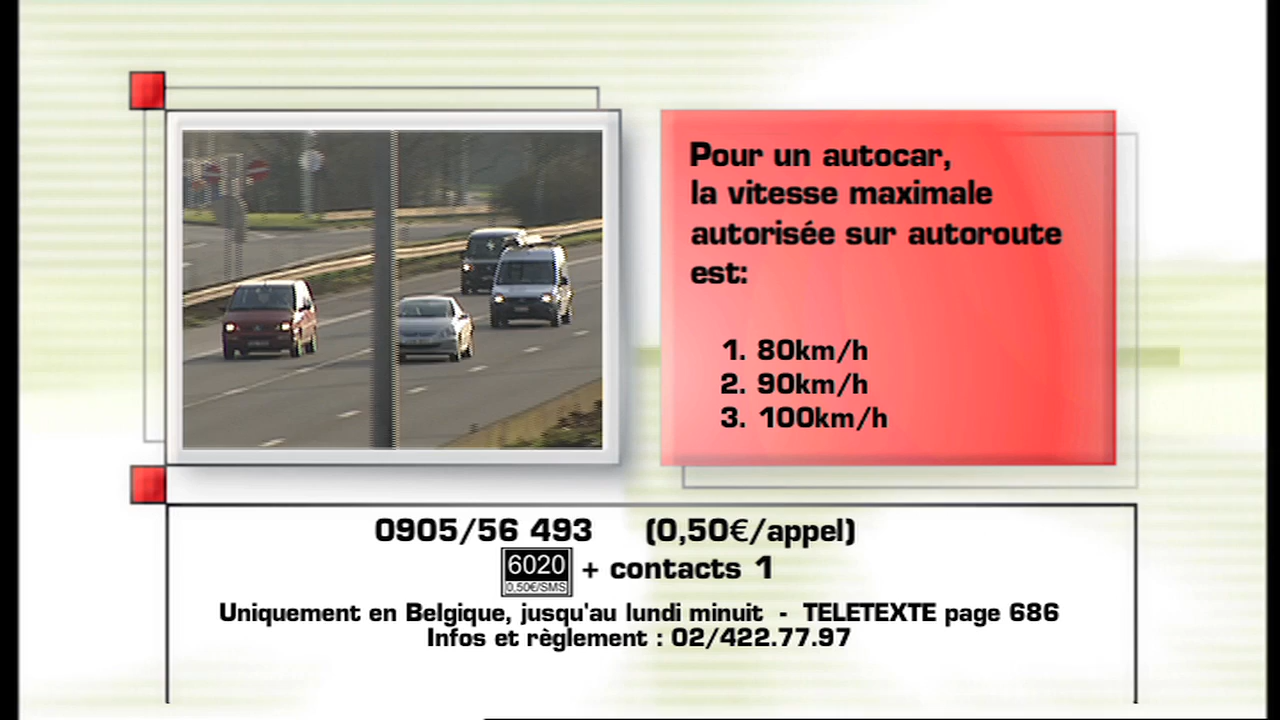 Pour un autocar,
la vitesse maximale
autorisée sur autoroute
est:
1. 80km/h
2. 90km/h
3. 100km/h
0905/56 493 (0,50€/appel)
6020
0,50€/SMS
+ contacts 1
Uniquement en Belgique, jusqu'au lundi minuit - TELETEXTE page 686
Infos et règlement : 02/422.77.97